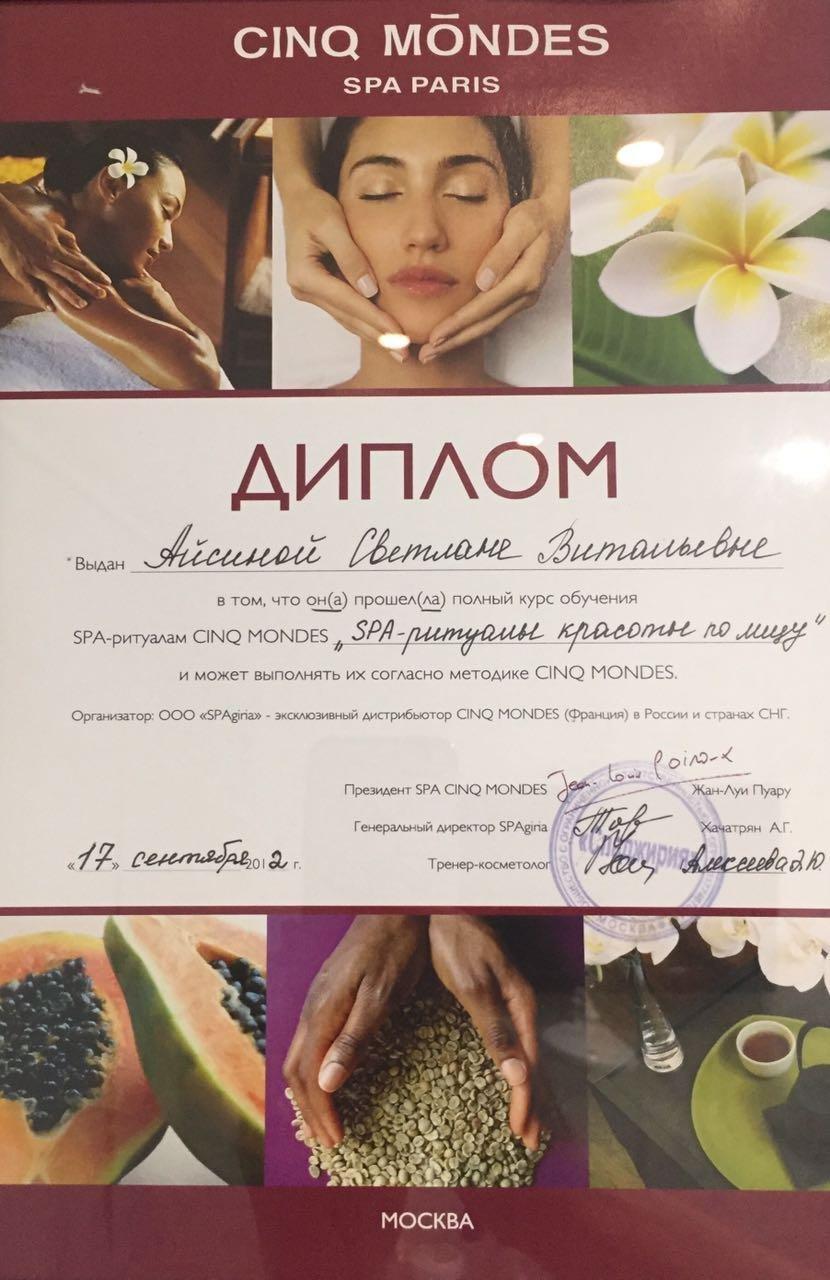 CINQ MŌNDES
SPA PARIS
ДИПЛОМ
Выдан Айсиной Светлане Витальевне
в том, что он(а) прошел(ла) полный курс обучения
SPA-ритуалам CINQ MONDES „SPA-ритуалы красоты по лицу"
и может выполнять их согласно методике CINQ MONDES.
Организатор: ООО «SPAgiria» - эксклюзивный дистрибьютор CINQ MONDES (Франция) в России и странах СНГ.
Президент SPA CINQ MONDES Жан-Луи Пуару
Генеральный директор SPAgiria Хачатрян А.Г.
«17» сентября 2012 г. Тренер-косметолог Алексеева Э.Ю.
МОСКВА
МОСКВА